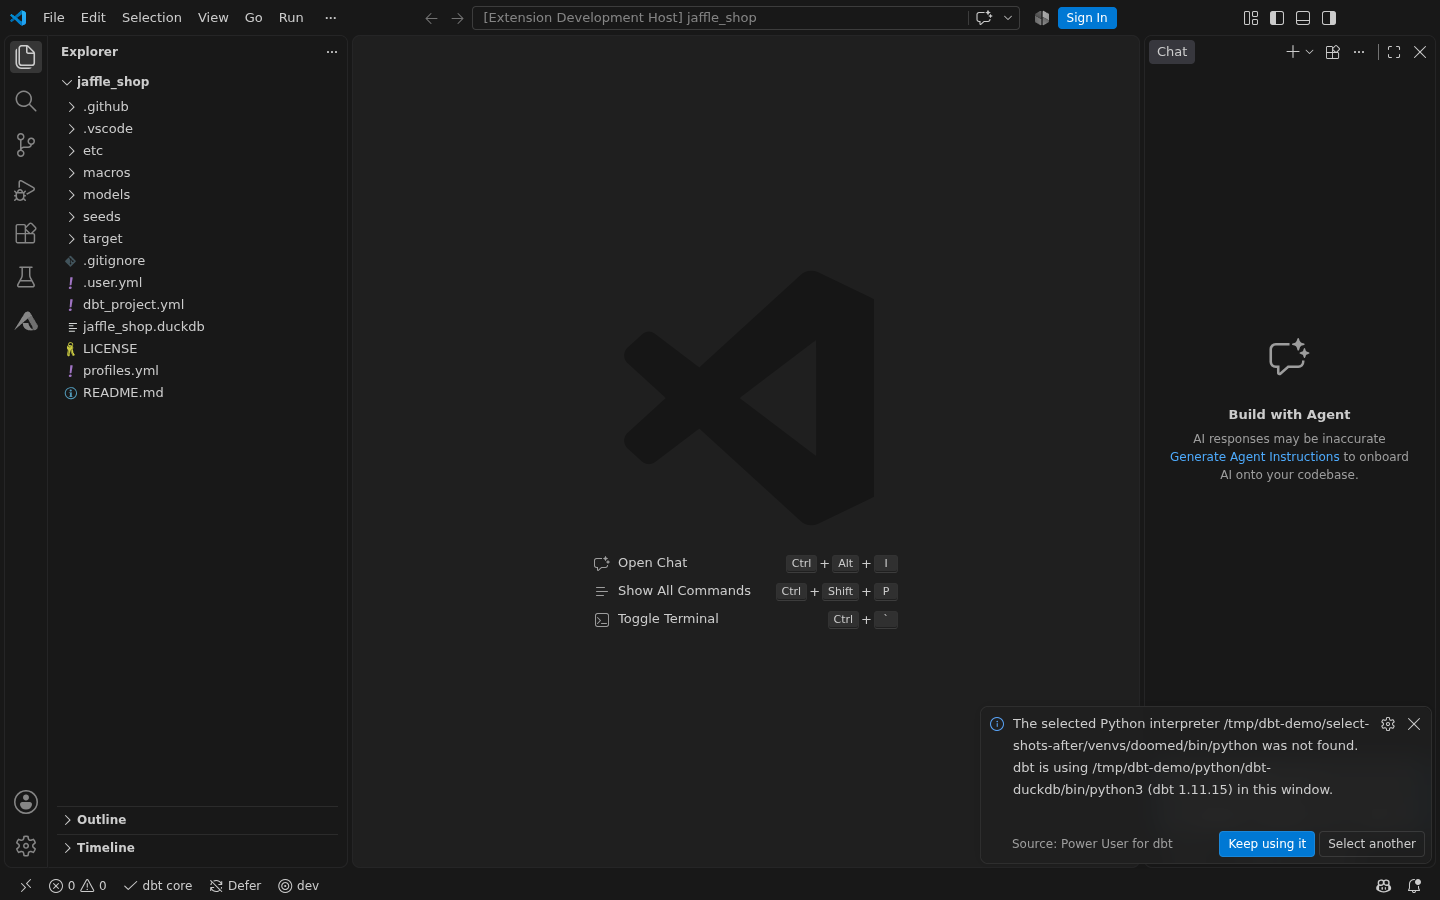 File Edit Selection View Go Run ···
[Extension Development Host] jaffle_shop
Sign In
Explorer
jaffle_shop
.github
.vscode
etc
macros
models
seeds
target
.gitignore
.user.yml
dbt_project.yml
jaffle_shop.duckdb
LICENSE
profiles.yml
README.md
Outline
Timeline
Open Chat Ctrl + Alt + I
Show All Commands Ctrl + Shift + P
Toggle Terminal Ctrl + `
Chat
Build with Agent
AI responses may be inaccurate
Generate Agent Instructions to onboard
AI onto your codebase.
The selected Python interpreter /tmp/dbt-demo/select-
shots-after/venvs/doomed/bin/python was not found.
dbt is using /tmp/dbt-demo/python/dbt-
duckdb/bin/python3 (dbt 1.11.15) in this window.
Source: Power User for dbt
Keep using it
Select another
0 0 dbt core Defer dev